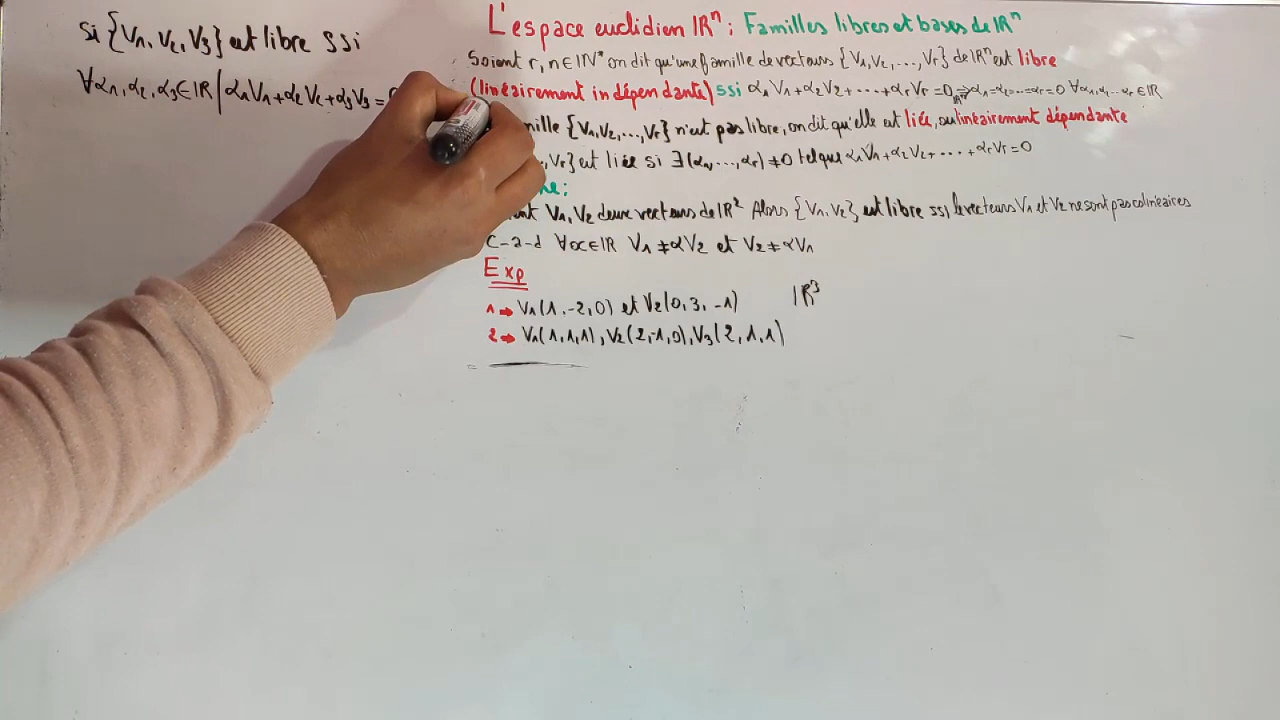 si {V1, V2, V3} est libre ssi
∀α1, α2, α3 ∈ IR | α1V1+α2V2+α3V3=
L'espace euclidien IRⁿ : Familles libres et bases de IRⁿ
Soient r, n ∈ IN* on dit qu'une famille de vecteurs {V1, V2, ..., Vr} de IRⁿ est libre
(linéairement indépendante) ssi α1V1+α2V2+...+αrVr=0 ⇒ α1=α2=...=αr=0 ∀α1,α2...αr ∈ IR
mille {V1, V2, ..., Vr} n'est pas libre, on dit qu'elle est liée, ou linéairement dépendante
, Vr} est liée si ∃(α1, ..., αr) ≠ 0 tel que α1V1+α2V2+...+αrVr=0
me :
nt V1, V2 deux vecteurs de IR² Alors {V1, V2} est libre ssi le vecteurs V1 et V2 ne sont pas colinéaires
C-à-d ∀α∈IR V1 ≠ αV2 et V2 ≠ αV1
Exp
1 → V1(1, -2, 0) et V2(0, 3, -1) IR³
2 → V1(1, 1, 1), V2(2, -1, 0), V3(2, 1, 1)